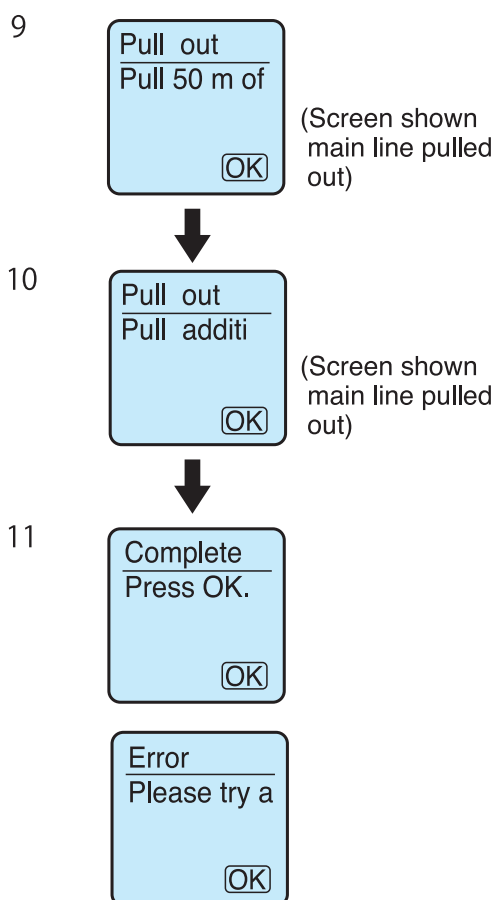 9
Pull out
Pull 50 m of
OK
(Screen shown
main line pulled
out)
10
Pull out
Pull additi
OK
(Screen shown
main line pulled
out)
11
Complete
Press OK.
OK
Error
Please try a
OK